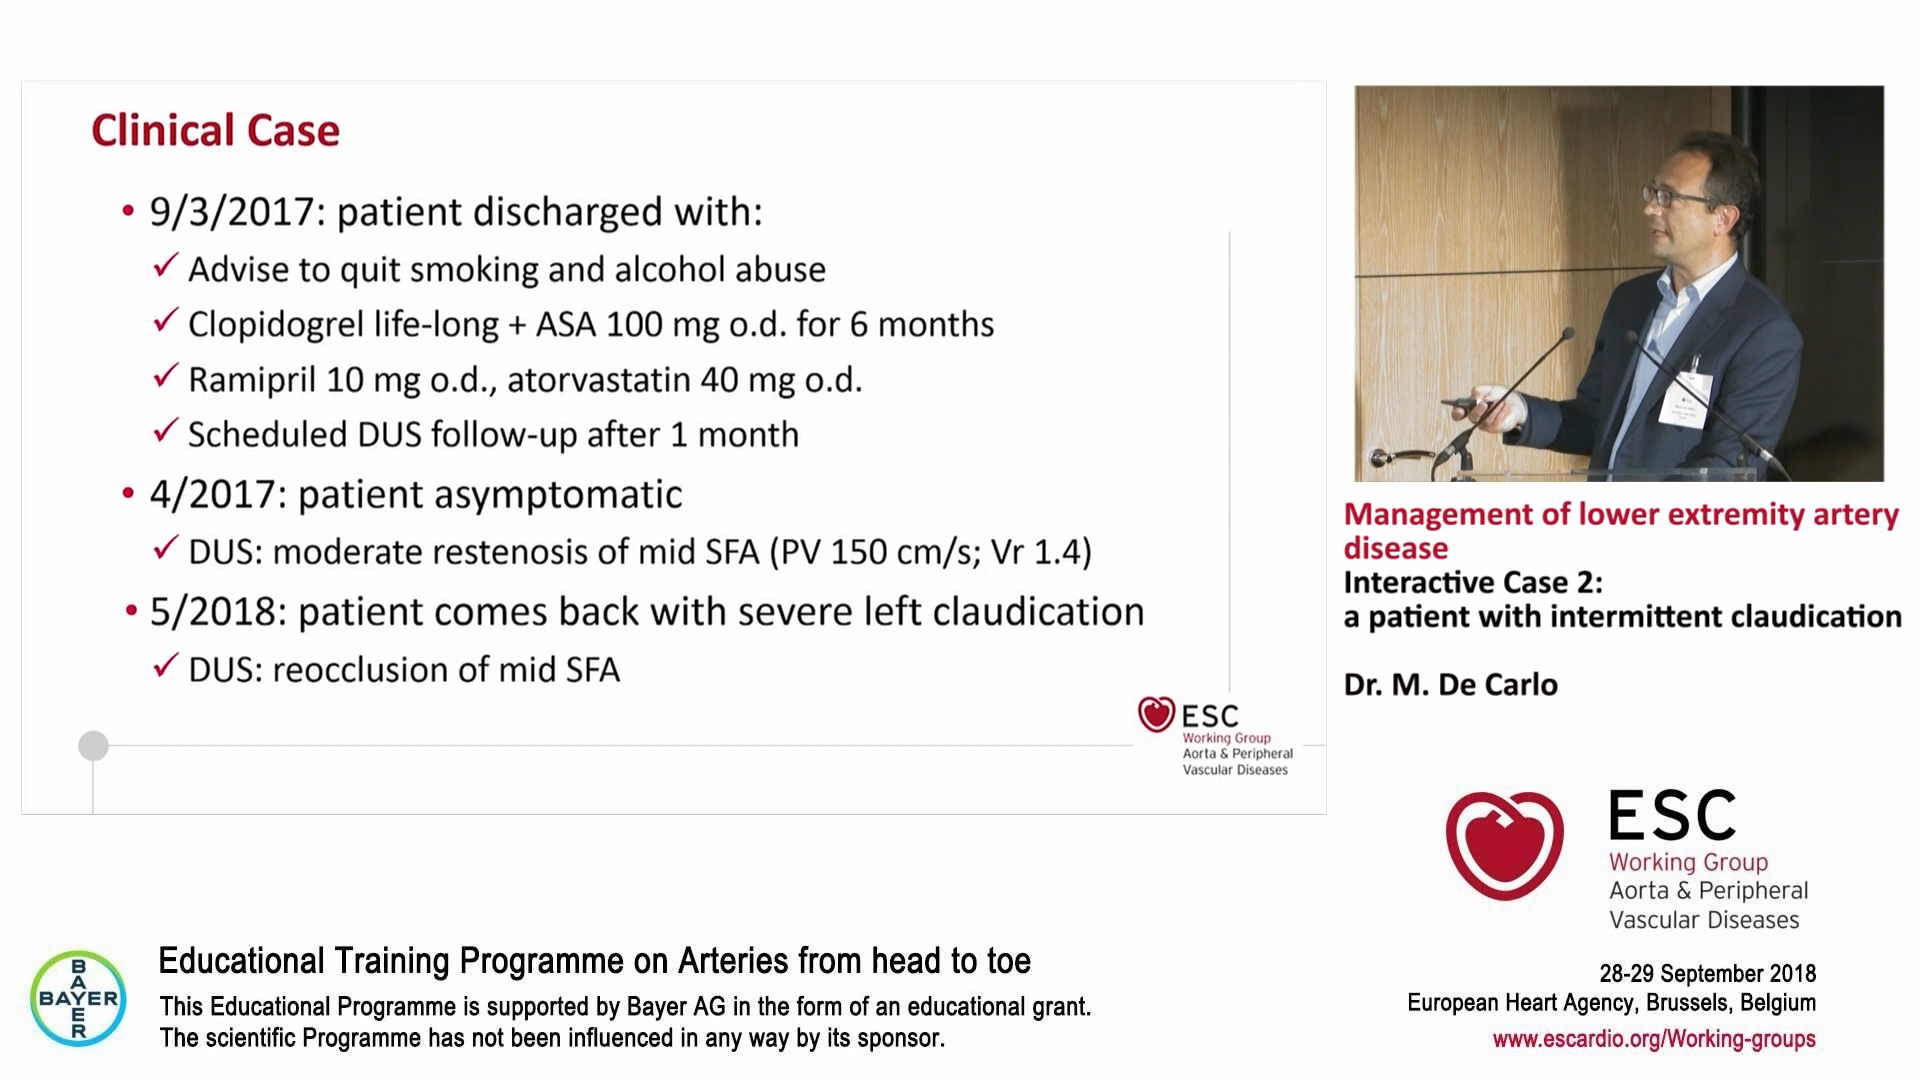 Clinical Case
• 9/3/2017: patient discharged with:
✓ Advise to quit smoking and alcohol abuse
✓ Clopidogrel life-long + ASA 100 mg o.d. for 6 months
✓ Ramipril 10 mg o.d., atorvastatin 40 mg o.d.
✓ Scheduled DUS follow-up after 1 month
• 4/2017: patient asymptomatic
✓ DUS: moderate restenosis of mid SFA (PV 150 cm/s; Vr 1.4)
• 5/2018: patient comes back with severe left claudication
✓ DUS: reocclusion of mid SFA
ESC
Working Group
Aorta & Peripheral
Vascular Diseases
Management of lower extremity artery
disease
Interactive Case 2:
a patient with intermittent claudication
Dr. M. De Carlo
ESC
Working Group
Aorta & Peripheral
Vascular Diseases
BAYER
BAYER
Educational Training Programme on Arteries from head to toe
This Educational Programme is supported by Bayer AG in the form of an educational grant.
The scientific Programme has not been influenced in any way by its sponsor.
28-29 September 2018
European Heart Agency, Brussels, Belgium
www.escardio.org/Working-groups